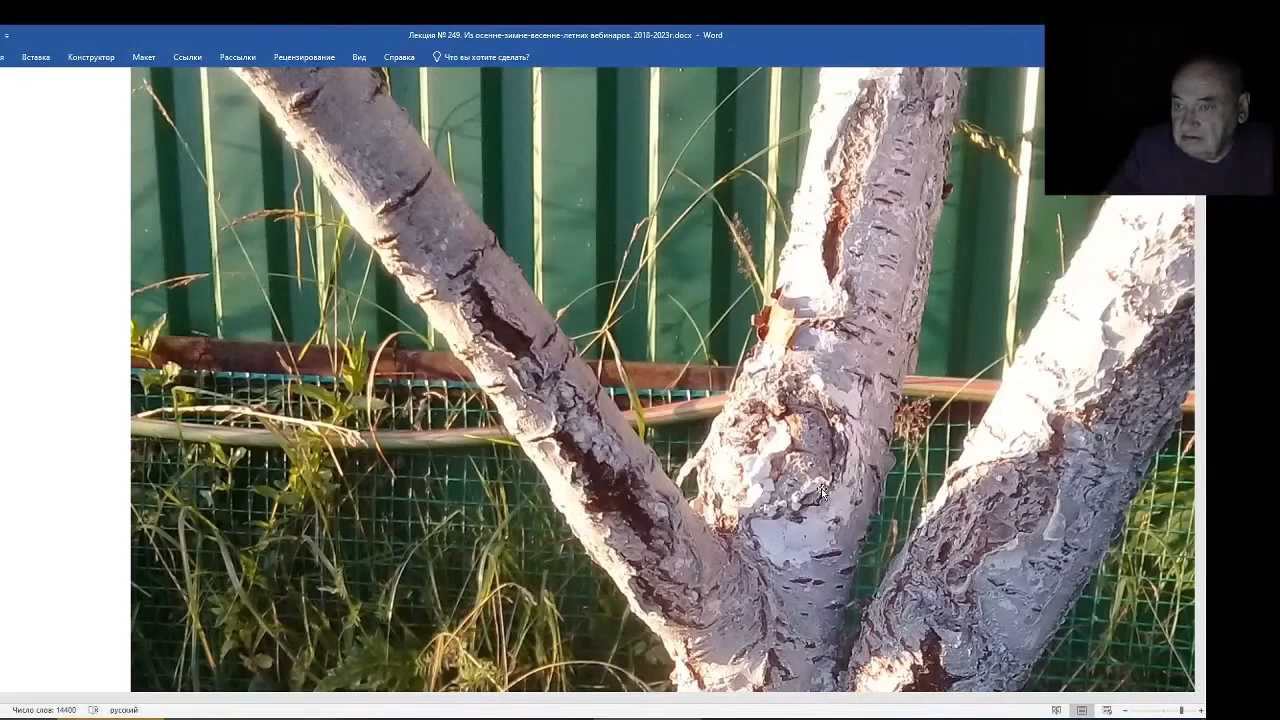 Лекция № 249. Из осенне-зимне-весенне-летних вебинаров. 2018-2023г.docx - Word
я Вставка Конструктор Макет Ссылки Рассылки Рецензирование Вид Справка Что вы хотите сделать?
Число слов: 14400 русский